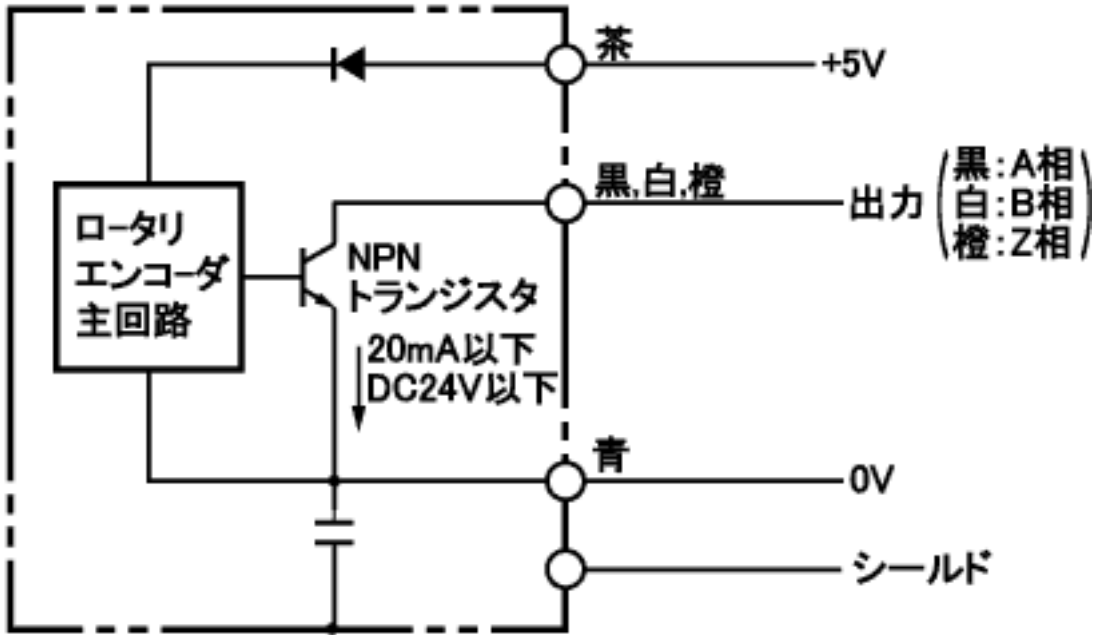 茶
+5V
黒,白,橙
出力
黒:A相
白:B相
橙:Z相
ロータリ
エンコーダ
主回路
NPN
トランジスタ
20mA以下
DC24V以下
青
0V
シールド